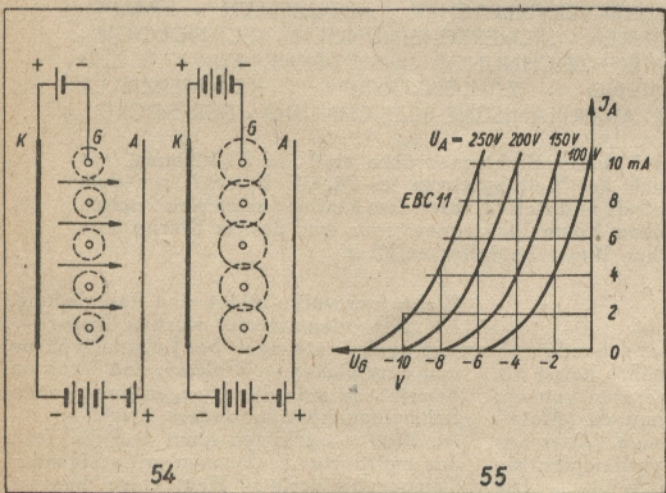 + −
K G A
− +
54
+ −
K G A
− +
J_A
U_A = 250V 200V 150V 100V
10 mA
EBC 11
8
6
4
2
0
U_G −10 −8 −6 −4 −2
V
55